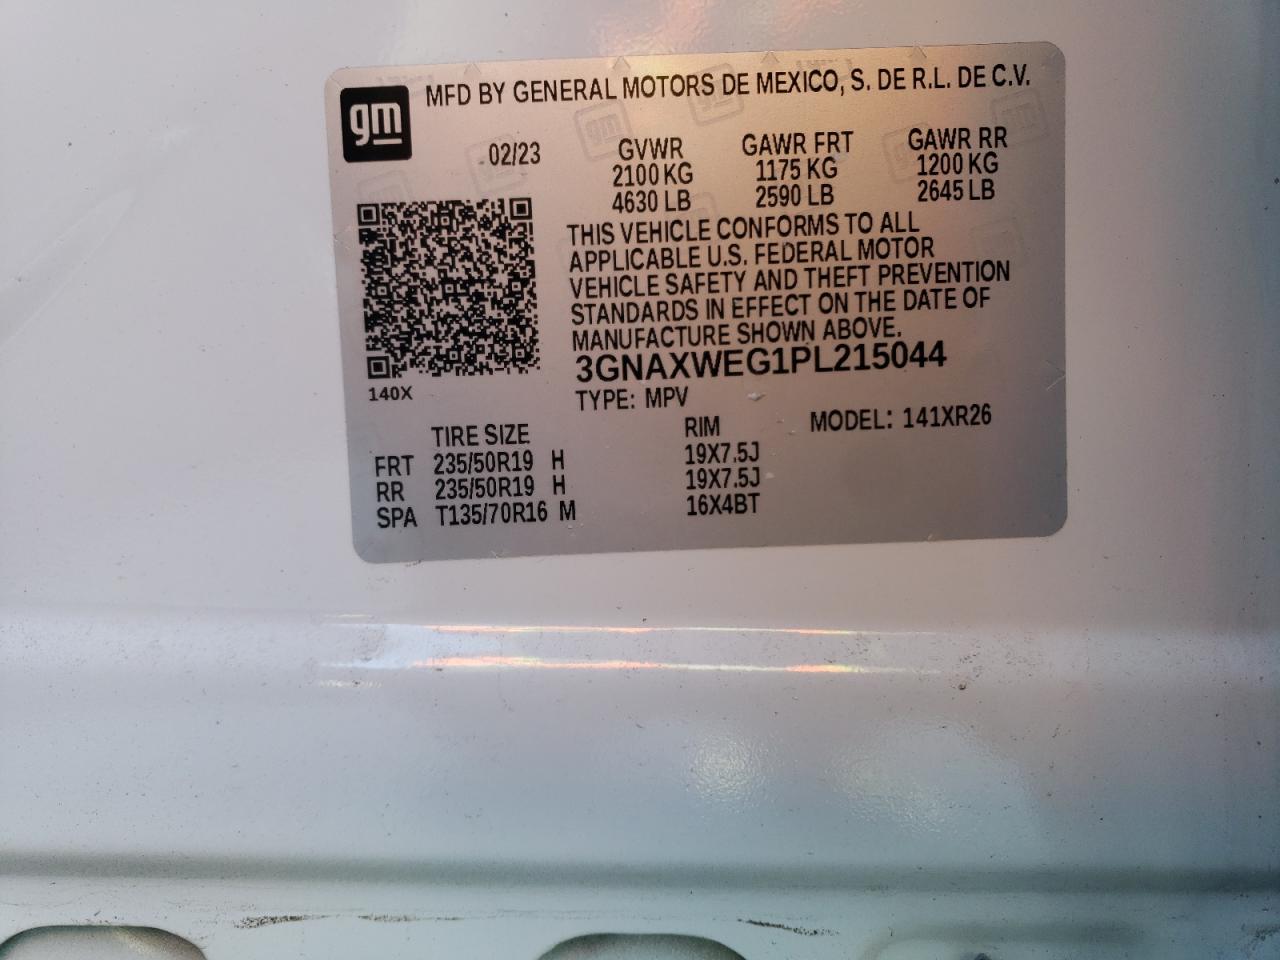 MFD BY GENERAL MOTORS DE MEXICO, S. DE R.L. DE C.V.
gm
02/23 GVWR GAWR FRT GAWR RR
2100 KG 1175 KG 1200 KG
4630 LB 2590 LB 2645 LB
THIS VEHICLE CONFORMS TO ALL
APPLICABLE U.S. FEDERAL MOTOR
VEHICLE SAFETY AND THEFT PREVENTION
STANDARDS IN EFFECT ON THE DATE OF
MANUFACTURE SHOWN ABOVE.
3GNAXWEG1PL215044
140X
TYPE: MPV MODEL: 141XR26
TIRE SIZE RIM
FRT 235/50R19 H 19X7.5J
RR 235/50R19 H 19X7.5J
SPA T135/70R16 M 16X4BT